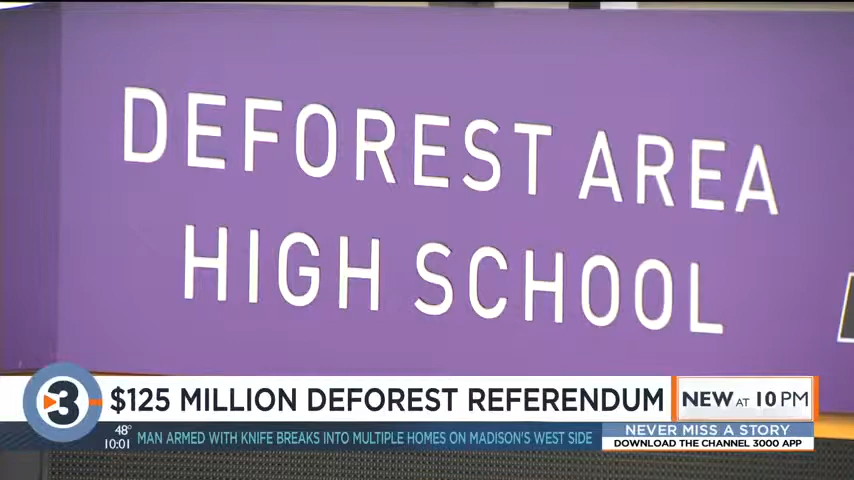 DEFOREST AREA
HIGH SCHOOL
3
$125 MILLION DEFOREST REFERENDUM
NEW AT 10 PM
48°
10:01
MAN ARMED WITH KNIFE BREAKS INTO MULTIPLE HOMES ON MADISON'S WEST SIDE
NEVER MISS A STORY
DOWNLOAD THE CHANNEL 3000 APP